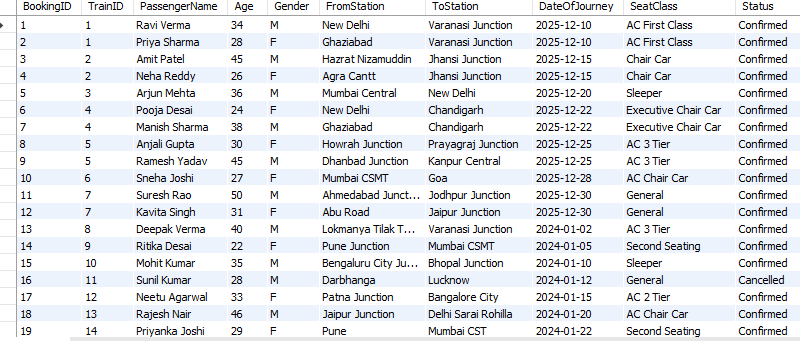 BookingID TrainID PassengerName Age Gender FromStation ToStation DateOfJourney SeatClass Status
1 1 Ravi Verma 34 M New Delhi Varanasi Junction 2025-12-10 AC First Class Confirmed
2 1 Priya Sharma 28 F Ghaziabad Varanasi Junction 2025-12-10 AC First Class Confirmed
3 2 Amit Patel 45 M Hazrat Nizamuddin Jhansi Junction 2025-12-15 Chair Car Confirmed
4 2 Neha Reddy 26 F Agra Cantt Jhansi Junction 2025-12-15 Chair Car Confirmed
5 3 Arjun Mehta 36 M Mumbai Central New Delhi 2025-12-20 Sleeper Confirmed
6 4 Pooja Desai 24 F New Delhi Chandigarh 2025-12-22 Executive Chair Car Confirmed
7 4 Manish Sharma 38 M Ghaziabad Chandigarh 2025-12-22 Executive Chair Car Confirmed
8 5 Anjali Gupta 30 F Howrah Junction Prayagraj Junction 2025-12-25 AC 3 Tier Confirmed
9 5 Ramesh Yadav 45 M Dhanbad Junction Kanpur Central 2025-12-25 AC 3 Tier Confirmed
10 6 Sneha Joshi 27 F Mumbai CSMT Goa 2025-12-28 AC Chair Car Confirmed
11 7 Suresh Rao 50 M Ahmedabad Junct... Jodhpur Junction 2025-12-30 General Confirmed
12 7 Kavita Singh 31 F Abu Road Jaipur Junction 2025-12-30 General Confirmed
13 8 Deepak Verma 40 M Lokmanya Tilak T... Varanasi Junction 2024-01-02 AC 3 Tier Confirmed
14 9 Ritika Desai 22 F Pune Junction Mumbai CSMT 2024-01-05 Second Seating Confirmed
15 10 Mohit Kumar 35 M Bengaluru City Ju... Bhopal Junction 2024-01-10 Sleeper Confirmed
16 11 Sunil Kumar 28 M Darbhanga Lucknow 2024-01-12 General Cancelled
17 12 Neetu Agarwal 33 F Patna Junction Bangalore City 2024-01-15 AC 2 Tier Confirmed
18 13 Rajesh Nair 46 M Jaipur Junction Delhi Sarai Rohilla 2024-01-20 AC Chair Car Confirmed
19 14 Priyanka Joshi 29 F Pune Mumbai CST 2024-01-22 Second Seating Confirmed